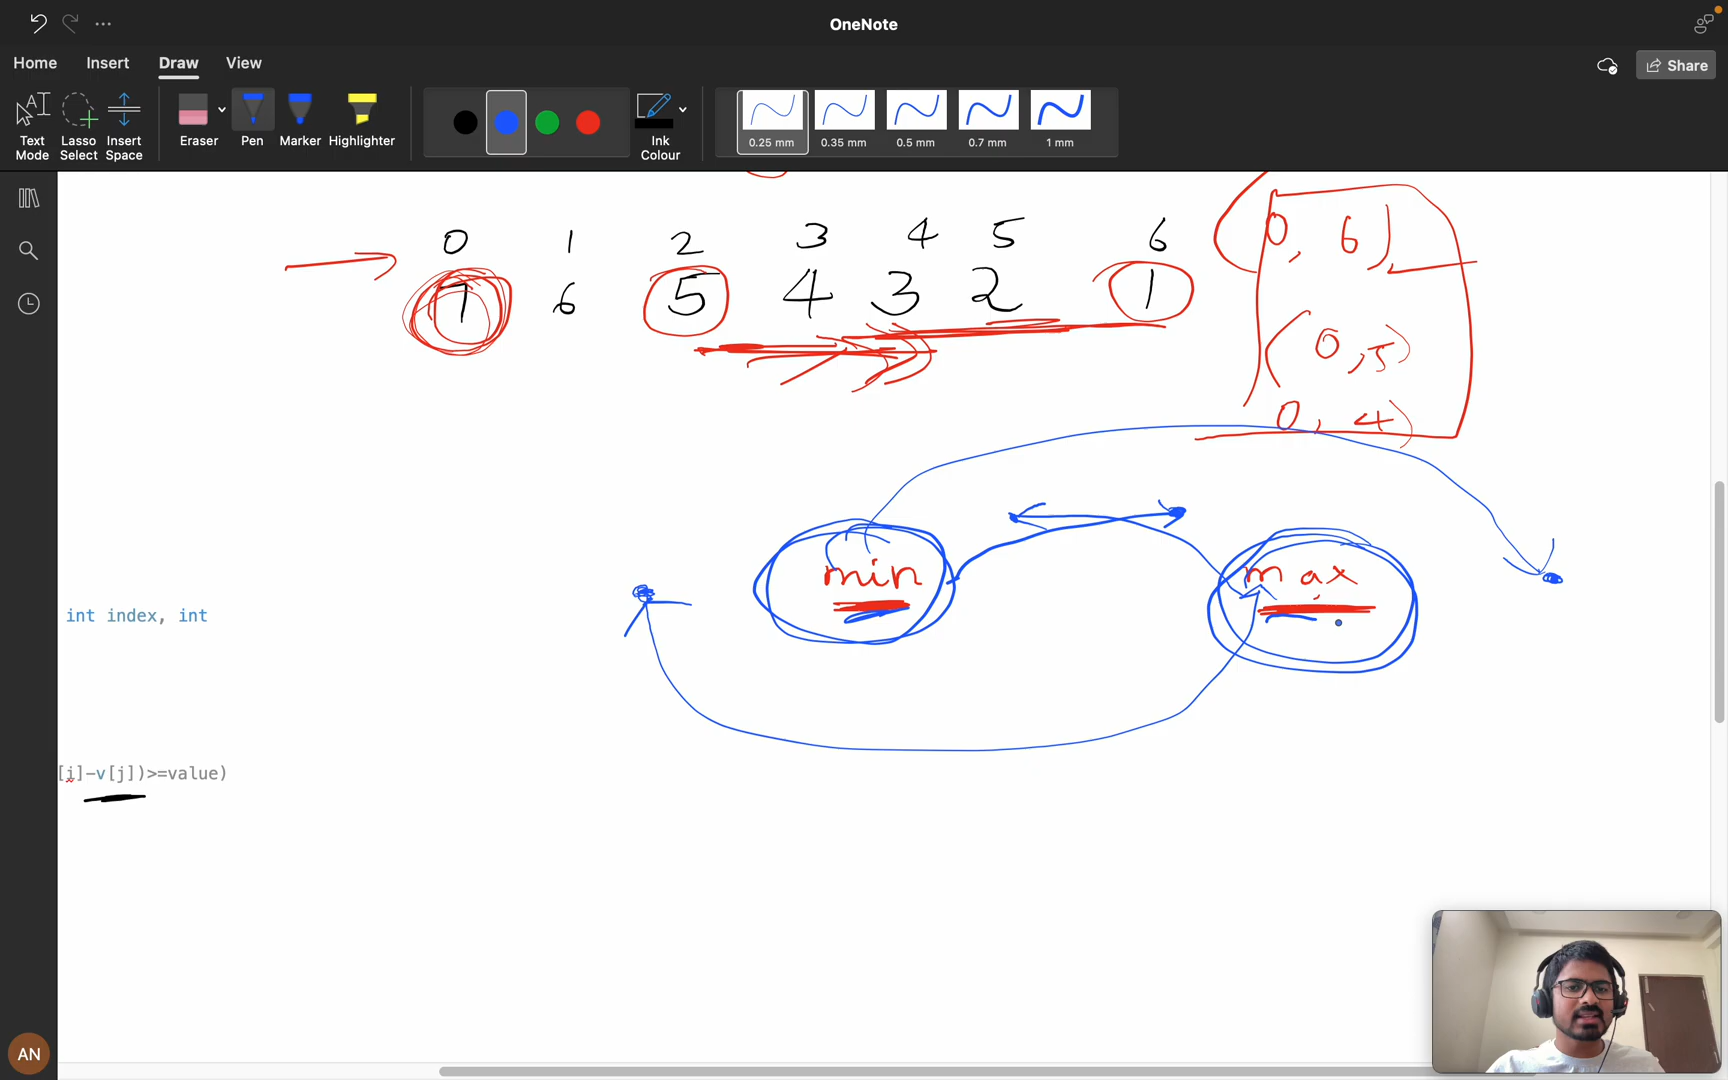 OneNote
Home Insert Draw View
Share
Text Mode
Lasso Select
Insert Space
Eraser
Pen
Marker
Highlighter
Ink Colour
0.25 mm
0.35 mm
0.5 mm
0.7 mm
1 mm
0 1 2 3 4 5 6
7 6 5 4 3 2 1
(0, 6)
(0, 5)
0, 4)
min max
int index, int
[i]-v[j])>=value)
AN